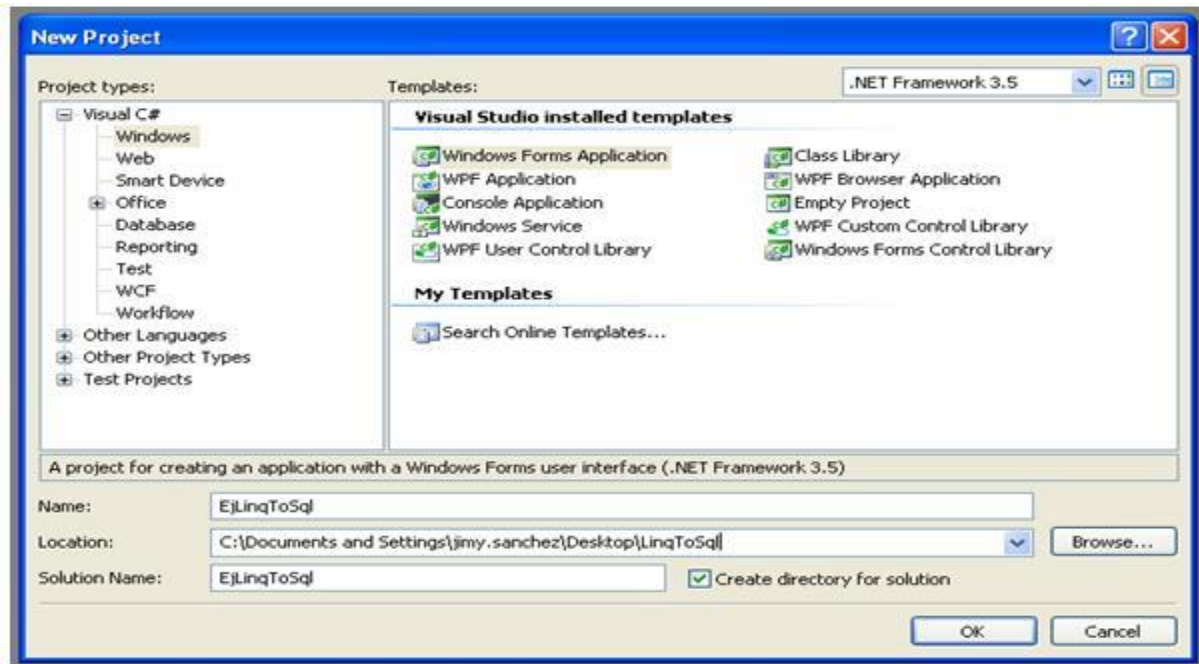 New Project
Project types:
Templates:
.NET Framework 3.5
Visual C#
Windows
Web
Smart Device
Office
Database
Reporting
Test
WCF
Workflow
Other Languages
Other Project Types
Test Projects
Visual Studio installed templates
Windows Forms Application
WPF Application
Console Application
Windows Service
WPF User Control Library
Class Library
WPF Browser Application
Empty Project
WPF Custom Control Library
Windows Forms Control Library
My Templates
Search Online Templates...
A project for creating an application with a Windows Forms user interface (.NET Framework 3.5)
Name:
EjLinqToSql
Location:
C:\Documents and Settings\jimy.sanchez\Desktop\LinqToSql
Browse...
Solution Name:
EjLinqToSql
Create directory for solution
OK
Cancel